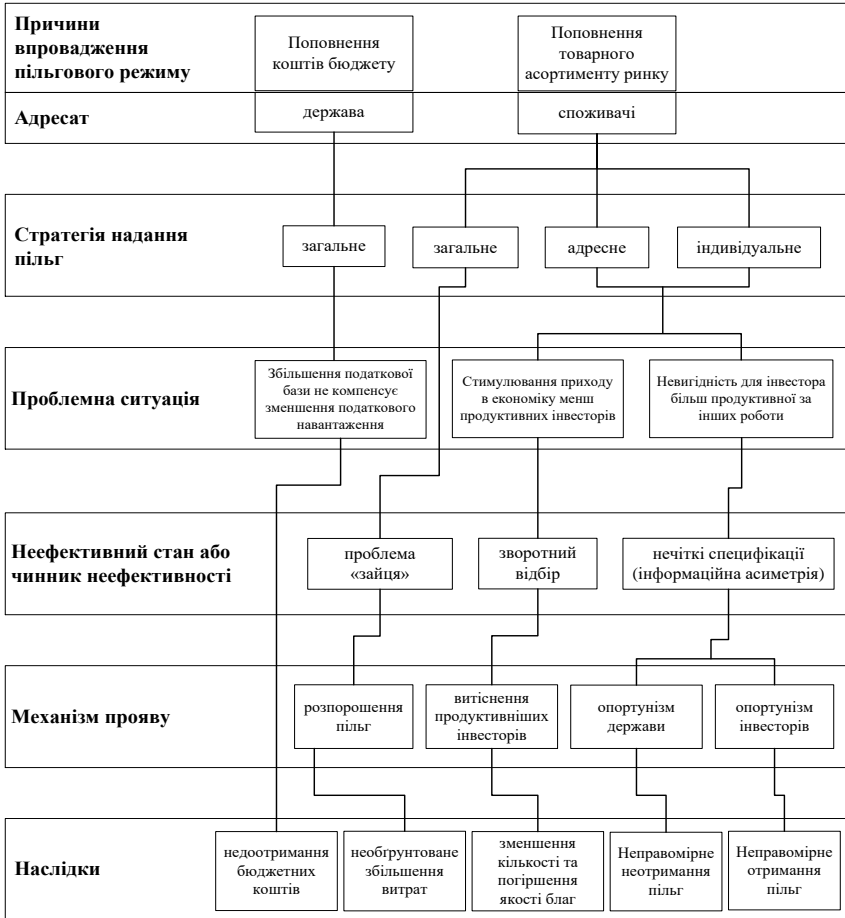 Причини
впровадження
пільгового режиму
Поповнення
коштів бюджету
Поповнення
товарного
асортименту ринку
Адресат
держава
споживачі
Стратегія надання
пільг
загальне
загальне
адресне
індивідуальне
Проблемна ситуація
Збільшення податкової
бази не компенсує
зменшення податкового
навантаження
Стимулювання приходу
в економіку менш
продуктивних інвесторів
Невигідність для інвестора
більш продуктивної за
інших роботи
Неефективний стан або
чинник неефективності
проблема
«зайця»
зворотний
відбір
нечіткі специфікації
(інформаційна асиметрія)
Механізм прояву
розпорошення
пільг
витіснення
продуктивніших
інвесторів
опортунізм
держави
опортунізм
інвесторів
Наслідки
недоотримання
бюджетних
коштів
необґрунтоване
збільшення
витрат
зменшення
кількості та
погіршення
якості благ
Неправомірне
неотримання
пільг
Неправомірне
отримання
пільг